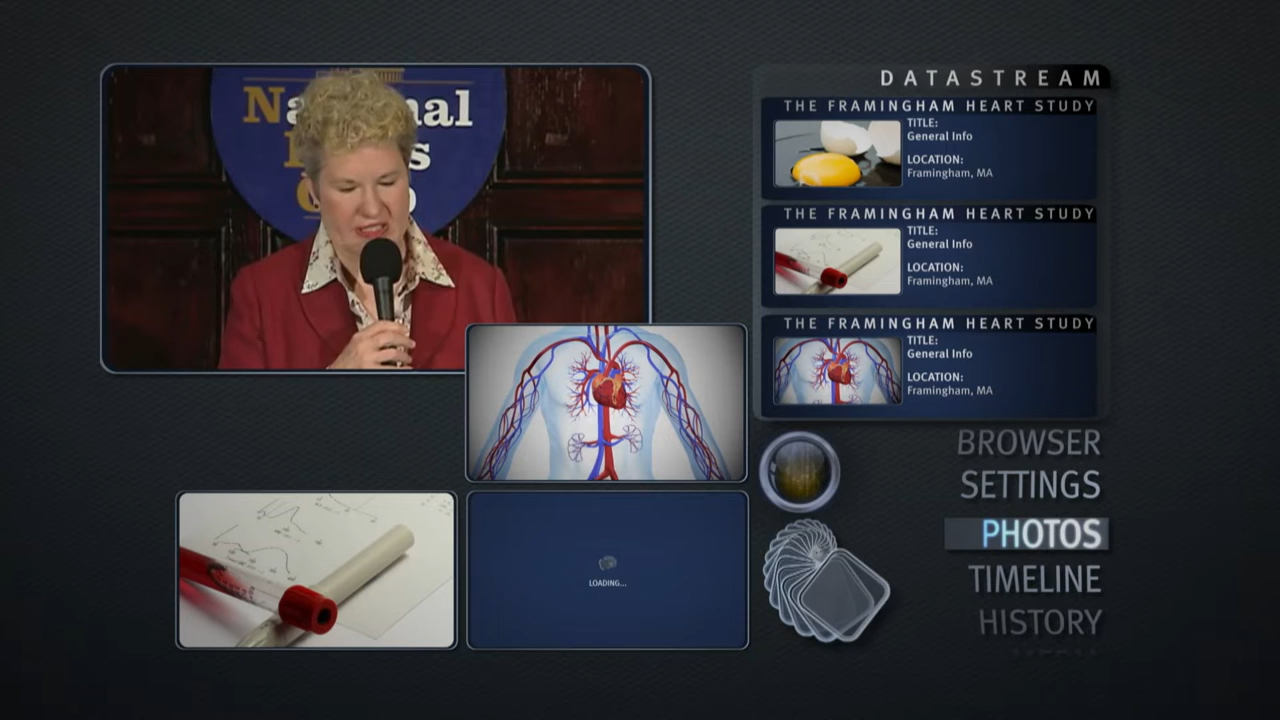 DATASTREAM
THE FRAMINGHAM HEART STUDY
TITLE:
General Info
LOCATION:
Framingham, MA
THE FRAMINGHAM HEART STUDY
TITLE:
General Info
LOCATION:
Framingham, MA
THE FRAMINGHAM HEART STUDY
TITLE:
General Info
LOCATION:
Framingham, MA
BROWSER
SETTINGS
PHOTOS
TIMELINE
HISTORY
LOADING...